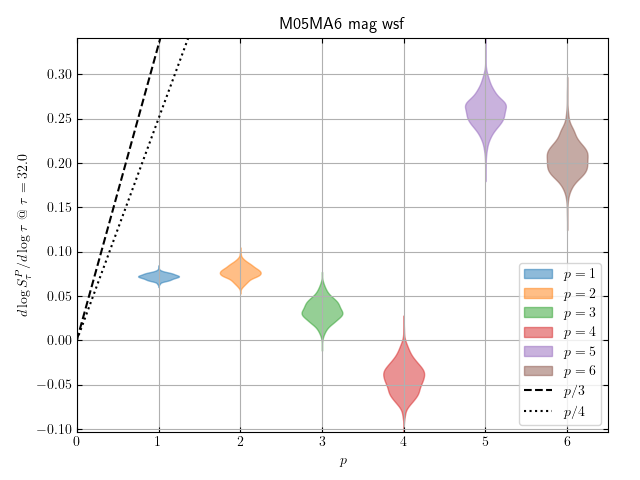 M05MA6 mag wsf
d log S_τ^P / d log τ @ τ = 32.0
0.30
0.25
0.20
0.15
0.10
0.05
0.00
−0.05
−0.10
0 1 2 3 4 5 6
p
p = 1
p = 2
p = 3
p = 4
p = 5
p = 6
p/3
p/4